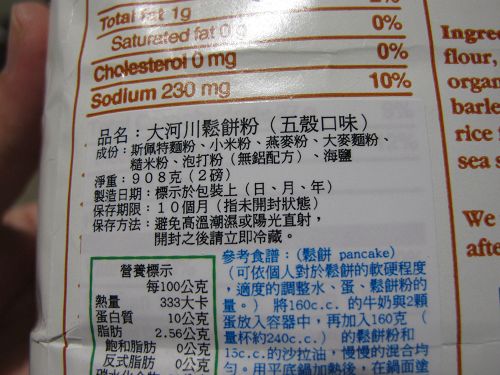 Total fat 1g
0%
Saturated fat 0 g
Cholesterol 0 mg
0%
Sodium 230 mg
10%
Ingre
flour,
organ
barle
rice
sea s
We
afte
品名：大河川鬆餅粉（五穀口味）
成份：斯佩特麵粉、小米粉、燕麥粉、大麥麵粉、
糙米粉、泡打粉（無鋁配方）、海鹽
淨重：９０８克（２磅）
製造日期：標示於包裝上（日、月、年）
保存期限：１０個月（指未開封狀態）
保存方法：避免高溫潮濕或陽光直射，
開封之後請立即冷藏。
營養標示
每100公克
熱量 333大卡
蛋白質 10公克
脂肪 2.56公克
飽和脂肪 0公克
反式脂肪 0公克
參考食譜：(鬆餅 pancake)
(可依個人對於鬆餅的軟硬程度
，適度的調整水、蛋、鬆餅粉的
量。) 將160c.c. 的牛奶與2顆
蛋放入容器中，再加入160克 (
量杯約240c.c.) 的鬆餅粉和
15c.c.的沙拉油，慢慢的混合均
勻。用平底鍋加熱後，在鍋面塗